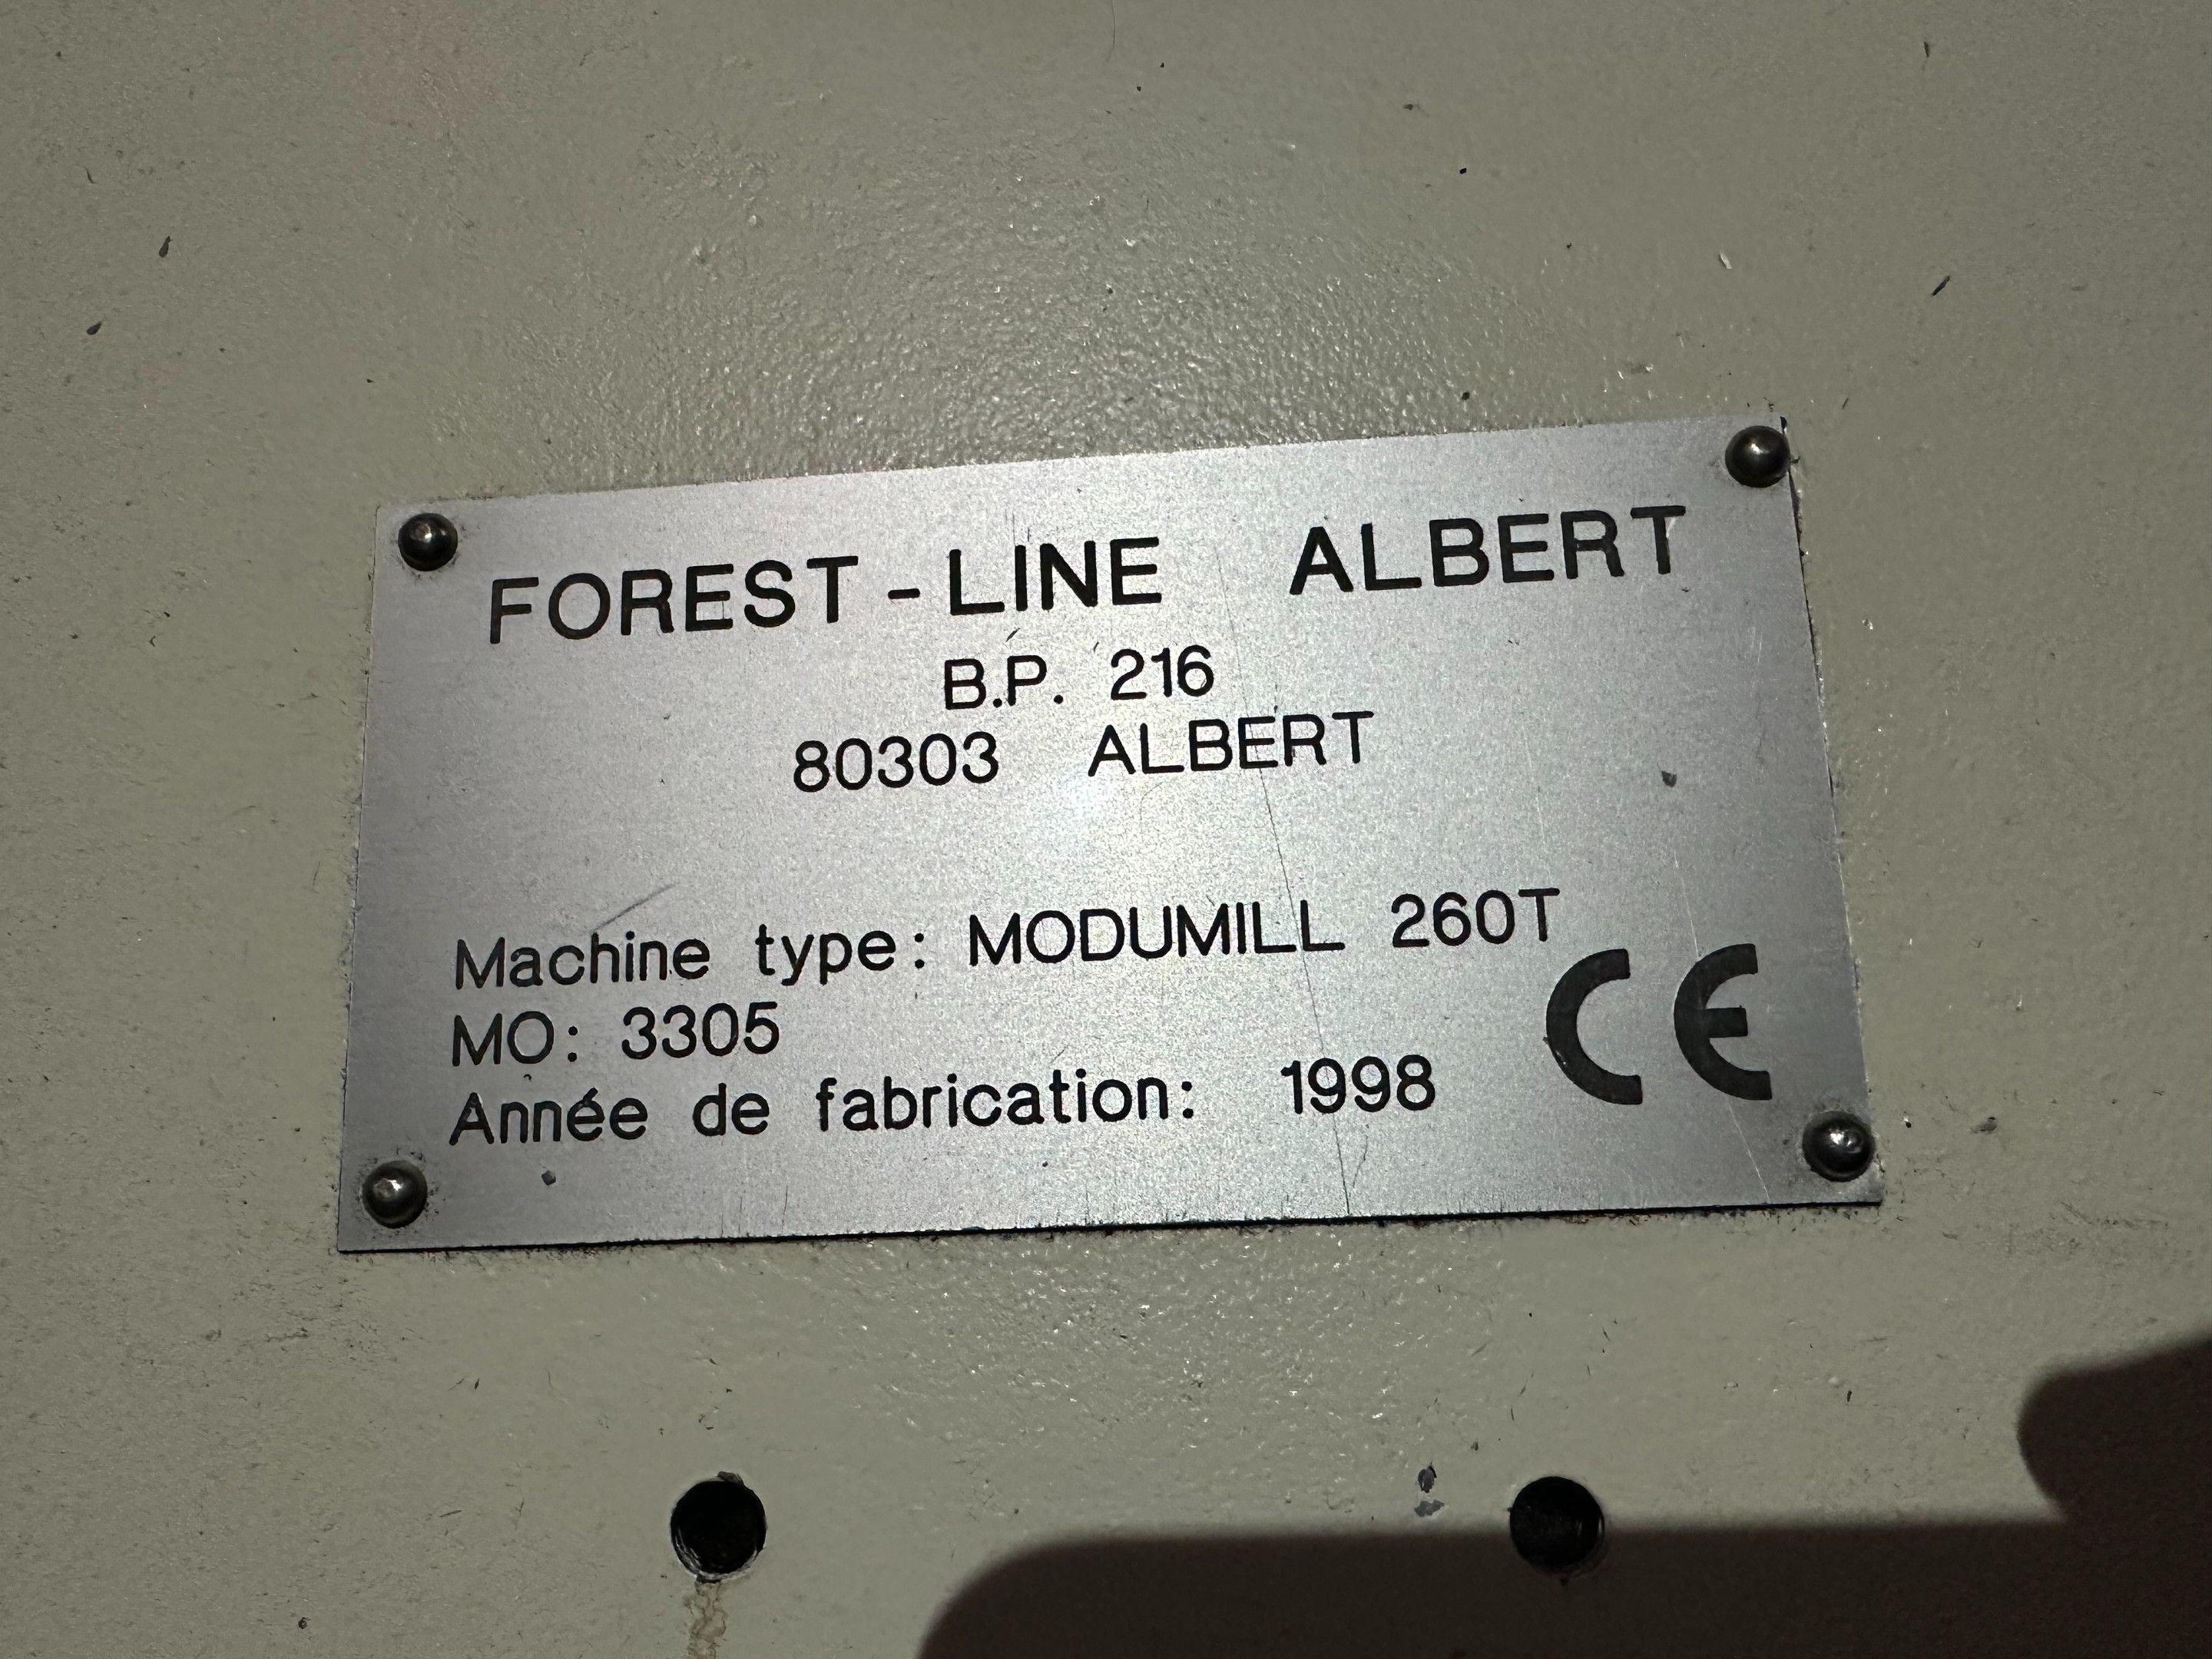 FOREST-LINE ALBERT
B.P. 216
80303 ALBERT
Machine type: MODUMILL 260T
MO: 3305
Année de fabrication: 1998
CE